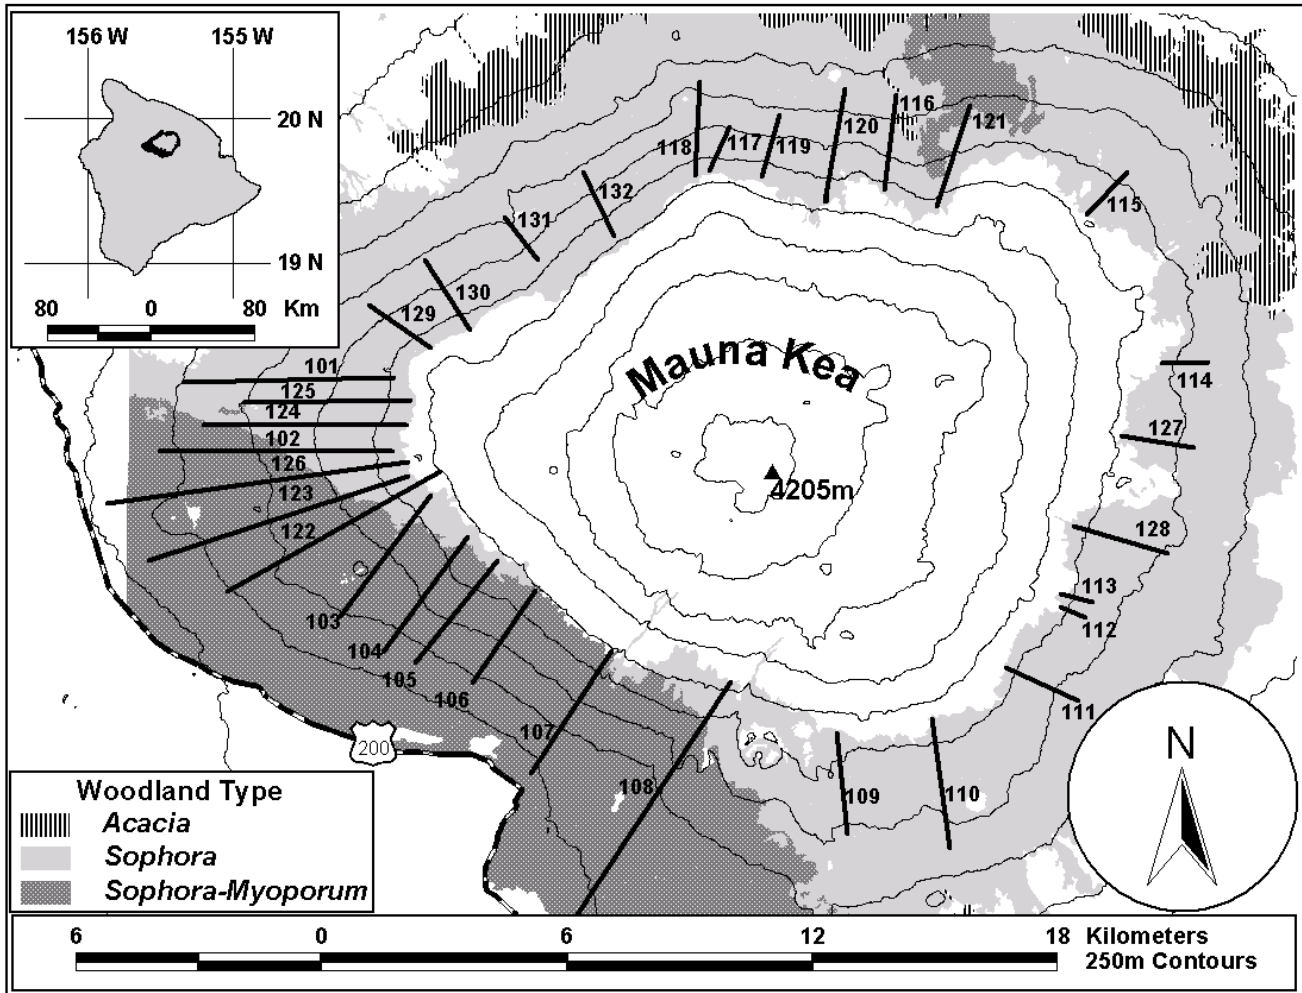 156 W 155 W
20 N
19 N
80 0 80 Km
116
118 117 119 120 121
132
115
131
130
129
Mauna Kea
101
125
124
114
102
127
126
4205m
123
122
128
113
103
112
104
105
106
111
107
N
200
108
109 110
Woodland Type
Acacia
Sophora
Sophora-Myoporum
6 0 6 12 18 Kilometers
250m Contours